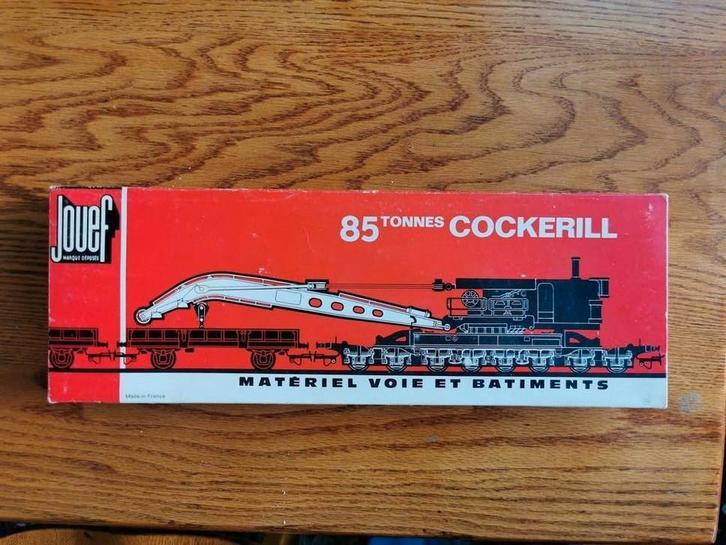 Jouef
MARQUE DÉPOSÉE
85 TONNES COCKERILL
MATÉRIEL VOIE ET BATIMENTS
Made in France